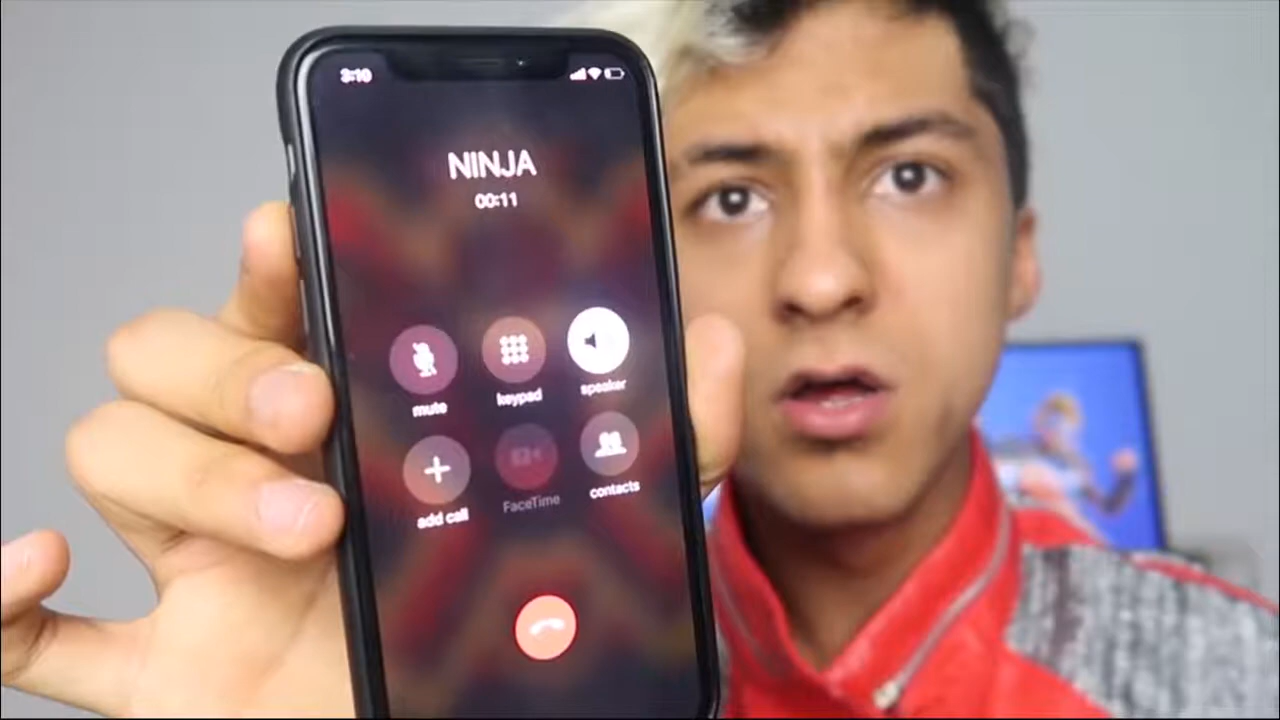 3:10
NINJA
00:11
mute
keypad
speaker
add call
FaceTime
contacts